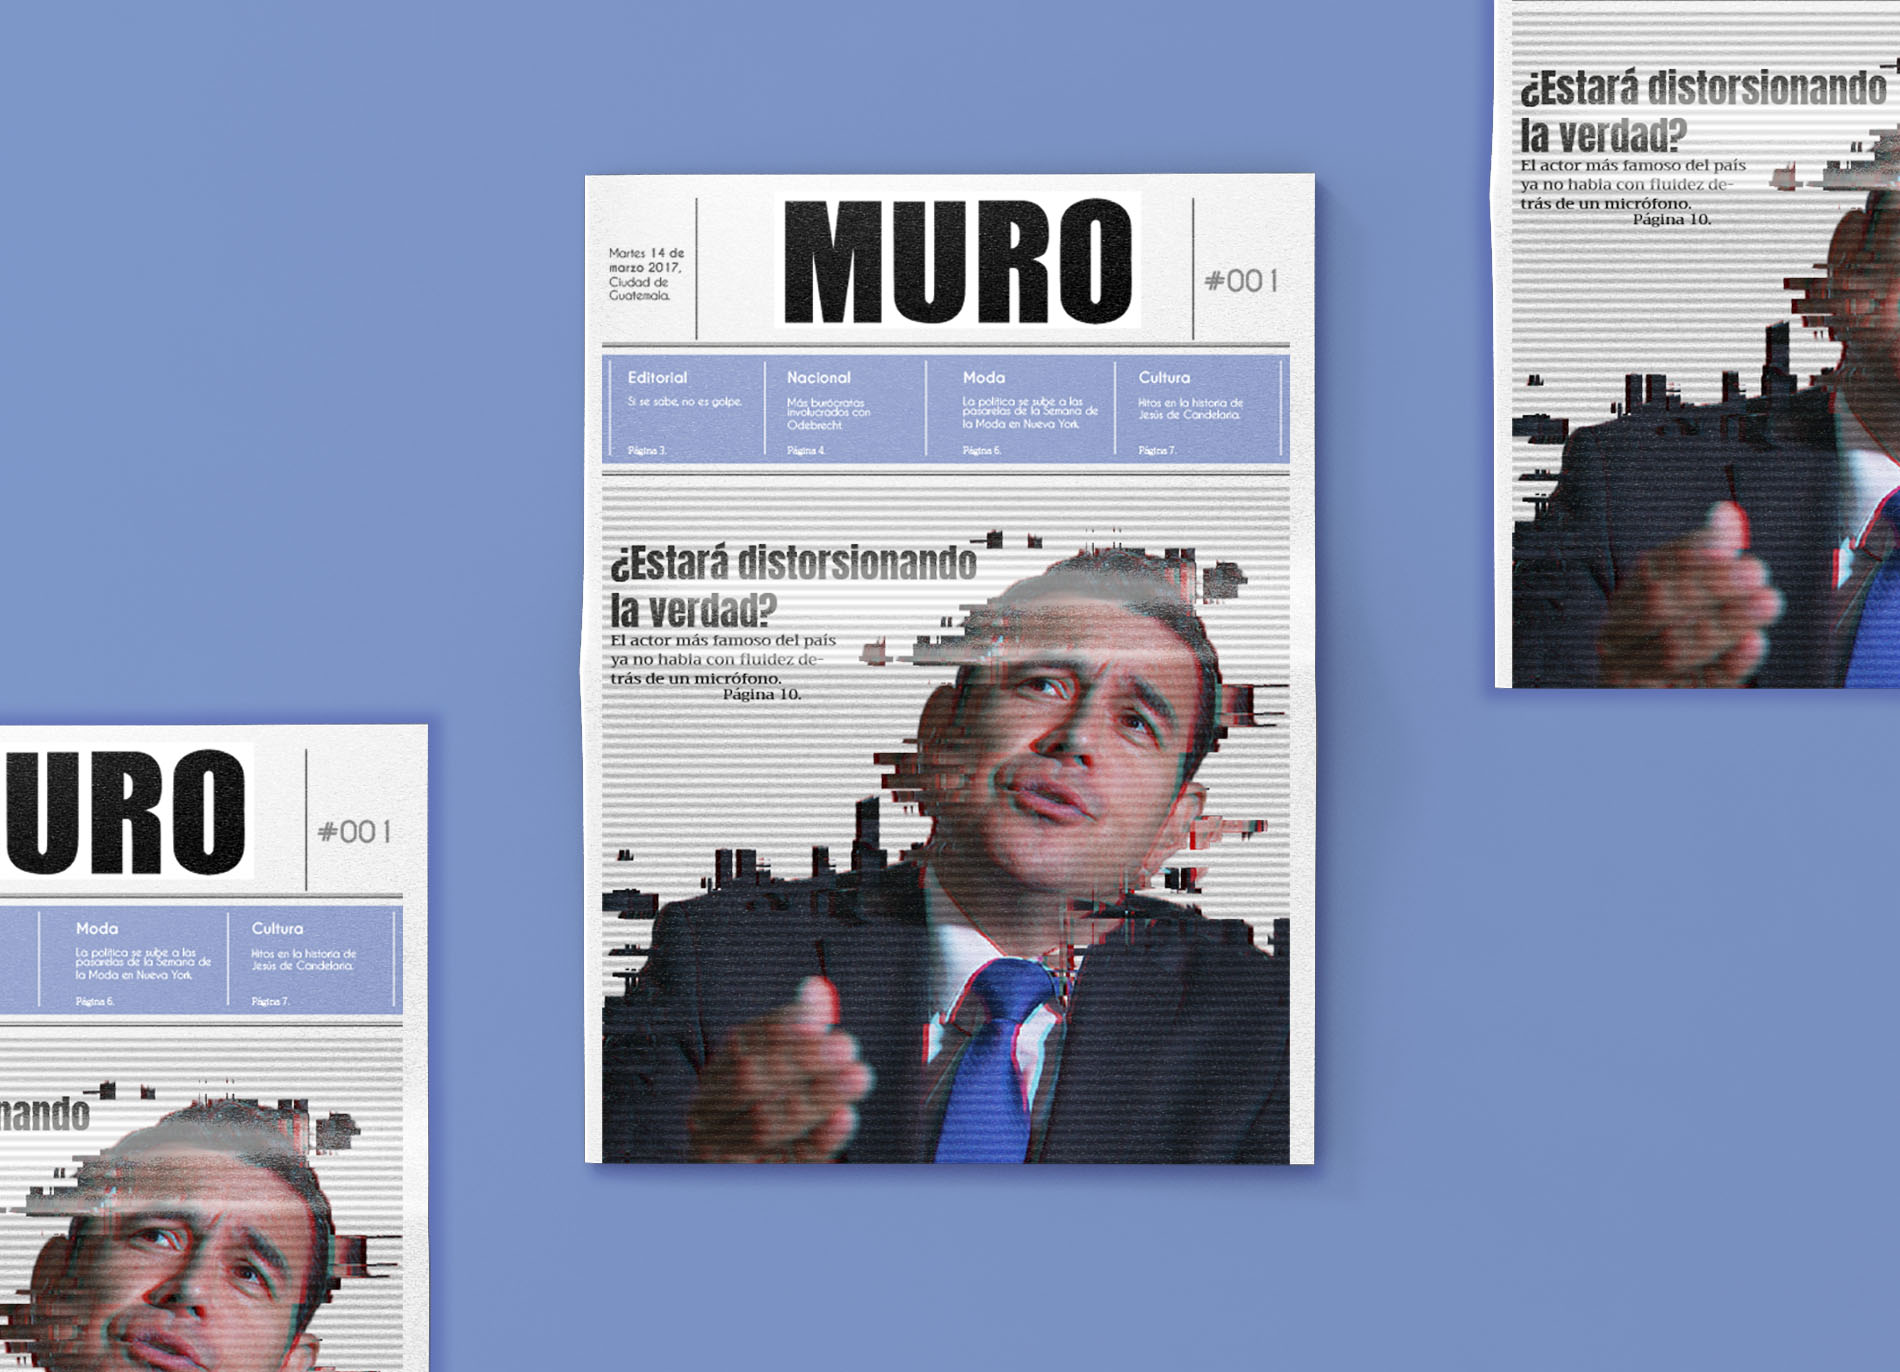 Martes 14 de
marzo 2017,
Ciudad de
Guatemala.
MURO
#001
Editorial
Si se sabe, no es golpe.
Página 3.
Nacional
Más burócratas
involucrados con
Odebrecht
Página 4.
Moda
La política se sube a las
pasarelas de la Semana de
la Moda en Nueva York.
Página 6.
Cultura
Hitos en la historia de
Jesús de Candelaria.
Página 7.
¿Estará distorsionando
la verdad?
El actor más famoso del país
ya no habla con fluidez de-
trás de un micrófono.
Página 10.
¿Estará distorsionando
la verdad?
El actor más famoso del país
ya no habla con fluidez de-
trás de un micrófono.
Página 10.
URO
#001
Moda
La política se sube a las
pasarelas de la Semana de
la Moda en Nueva York.
Página 6.
Cultura
Hitos en la historia de
Jesús de Candelaria.
Página 7.
nando